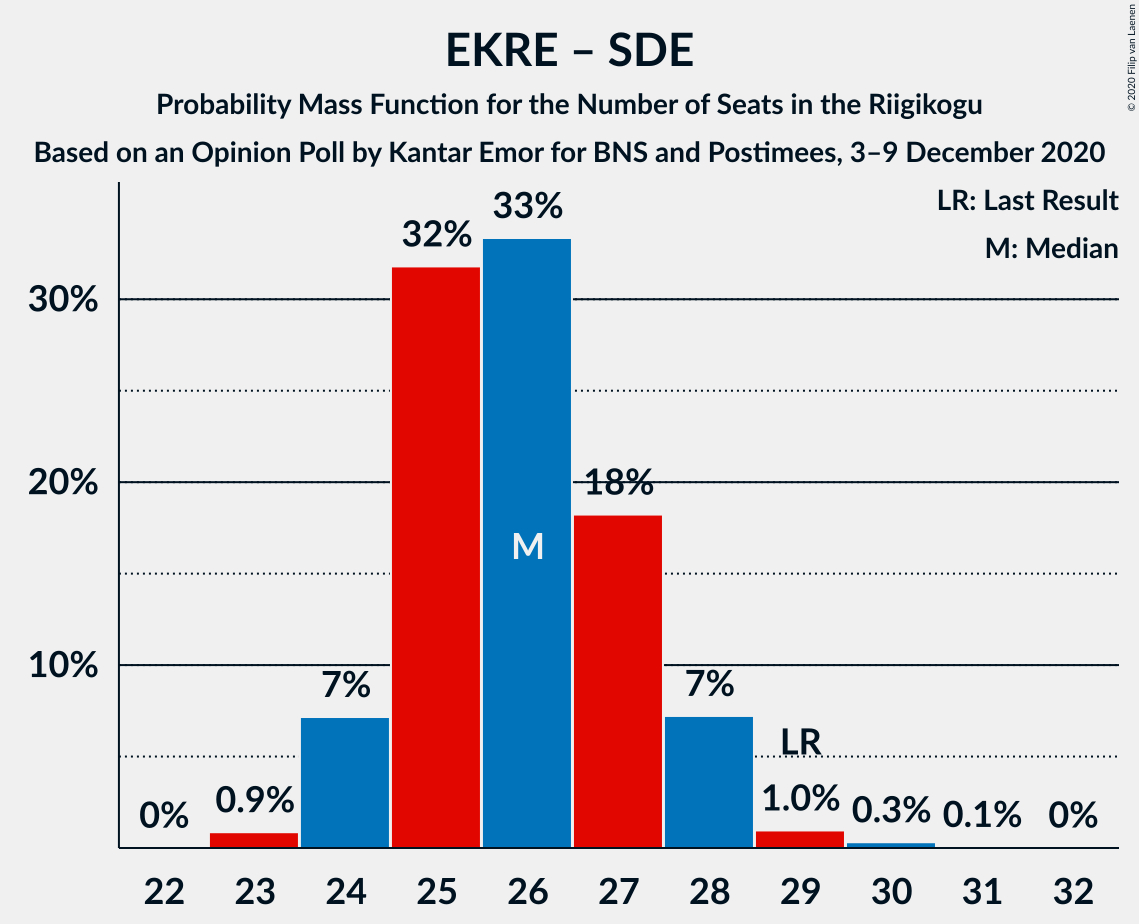 EKRE – SDE
Probability Mass Function for the Number of Seats in the Riigikogu
Based on an Opinion Poll by Kantar Emor for BNS and Postimees, 3–9 December 2020
© 2020 Filip van Laenen
LR: Last Result
M: Median
30%
20%
10%
0%
0.9%
7%
32%
33%
M
18%
7%
LR
1.0%
0.3%
0.1%
0%
22 23 24 25 26 27 28 29 30 31 32